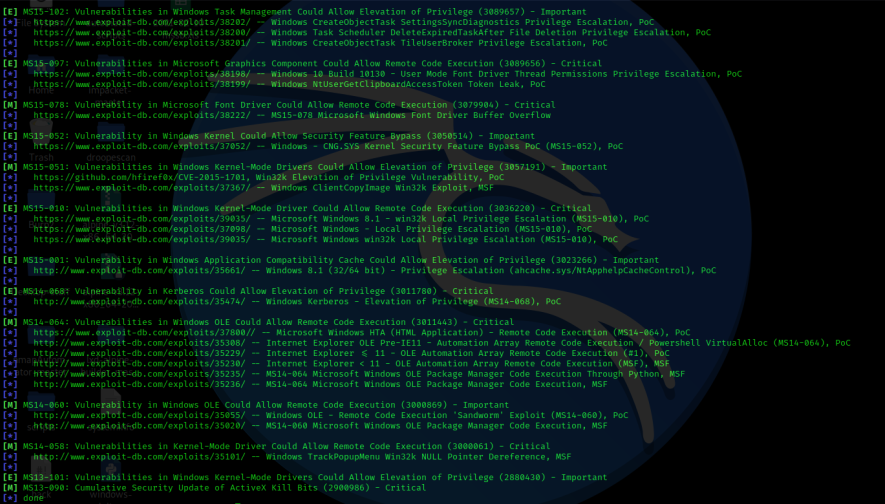 [E] MS15-102: Vulnerabilities in Windows Task Management Could Allow Elevation of Privilege (3089657) - Important
[*]   https://www.exploit-db.com/exploits/38202/ -- Windows CreateObjectTask SettingsSyncDiagnostics Privilege Escalation, PoC
[*]   https://www.exploit-db.com/exploits/38200/ -- Windows Task Scheduler DeleteExpiredTaskAfter File Deletion Privilege Escalation, PoC
[*]   https://www.exploit-db.com/exploits/38201/ -- Windows CreateObjectTask TileUserBroker Privilege Escalation, PoC
[*]
[E] MS15-097: Vulnerabilities in Microsoft Graphics Component Could Allow Remote Code Execution (3089656) - Critical
[*]   https://www.exploit-db.com/exploits/38198/ -- Windows 10 Build 10130 - User Mode Font Driver Thread Permissions Privilege Escalation, PoC
[*]   https://www.exploit-db.com/exploits/38199/ -- Windows NtUserGetClipboardAccessToken Token Leak, PoC
[*]
[M] MS15-078: Vulnerability in Microsoft Font Driver Could Allow Remote Code Execution (3079904) - Critical
[*]   https://www.exploit-db.com/exploits/38222/ -- MS15-078 Microsoft Windows Font Driver Buffer Overflow
[*]
[E] MS15-052: Vulnerability in Windows Kernel Could Allow Security Feature Bypass (3050514) - Important
[*]   https://www.exploit-db.com/exploits/37052/ -- Windows - CNG.SYS Kernel Security Feature Bypass PoC (MS15-052), PoC
[*]
[M] MS15-051: Vulnerabilities in Windows Kernel-Mode Drivers Could Allow Elevation of Privilege (3057191) - Important
[*]   https://github.com/hfiref0x/CVE-2015-1701, Win32k Elevation of Privilege Vulnerability, PoC
[*]   https://www.exploit-db.com/exploits/37367/ -- Windows ClientCopyImage Win32k Exploit, MSF
[*]
[E] MS15-010: Vulnerabilities in Windows Kernel-Mode Driver Could Allow Remote Code Execution (3036220) - Critical
[*]   https://www.exploit-db.com/exploits/39035/ -- Microsoft Windows 8.1 - win32k Local Privilege Escalation (MS15-010), PoC
[*]   https://www.exploit-db.com/exploits/37098/ -- Microsoft Windows - Local Privilege Escalation (MS15-010), PoC
[*]   https://www.exploit-db.com/exploits/39035/ -- Microsoft Windows win32k Local Privilege Escalation (MS15-010), PoC
[*]
[E] MS15-001: Vulnerability in Windows Application Compatibility Cache Could Allow Elevation of Privilege (3023266) - Important
[*]   http://www.exploit-db.com/exploits/35661/ -- Windows 8.1 (32/64 bit) - Privilege Escalation (ahcache.sys/NtApphelpCacheControl), PoC
[*]
[E] MS14-068: Vulnerability in Kerberos Could Allow Elevation of Privilege (3011780) - Critical
[*]   http://www.exploit-db.com/exploits/35474/ -- Windows Kerberos - Elevation of Privilege (MS14-068), PoC
[*]
[M] MS14-064: Vulnerabilities in Windows OLE Could Allow Remote Code Execution (3011443) - Critical
[*]   https://www.exploit-db.com/exploits/37800// -- Microsoft Windows HTA (HTML Application) - Remote Code Execution (MS14-064), PoC
[*]   http://www.exploit-db.com/exploits/35308/ -- Internet Explorer OLE Pre-IE11 - Automation Array Remote Code Execution / Powershell VirtualAlloc (MS14-064), PoC
[*]   http://www.exploit-db.com/exploits/35229/ -- Internet Explorer <= 11 - OLE Automation Array Remote Code Execution (#1), PoC
[*]   http://www.exploit-db.com/exploits/35230/ -- Internet Explorer < 11 - OLE Automation Array Remote Code Execution (MSF), MSF
[*]   http://www.exploit-db.com/exploits/35235/ -- MS14-064 Microsoft Windows OLE Package Manager Code Execution Through Python, MSF
[*]   http://www.exploit-db.com/exploits/35236/ -- MS14-064 Microsoft Windows OLE Package Manager Code Execution, MSF
[*]
[M] MS14-060: Vulnerability in Windows OLE Could Allow Remote Code Execution (3000869) - Critical
[*]   http://www.exploit-db.com/exploits/35055/ -- Windows OLE - Remote Code Execution 'Sandworm' Exploit (MS14-060), PoC
[*]   http://www.exploit-db.com/exploits/35020/ -- MS14-060 Microsoft Windows OLE Package Manager Code Execution, MSF
[*]
[M] MS14-058: Vulnerabilities in Kernel-Mode Driver Could Allow Remote Code Execution (3000061) - Critical
[*]   http://www.exploit-db.com/exploits/35101/ -- Windows TrackPopupMenu Win32k NULL Pointer Dereference, MSF
[*]
[E] MS13-101: Vulnerabilities in Windows Kernel-Mode Drivers Could Allow Elevation of Privilege (2880430) - Important
[M] MS13-090: Cumulative Security Update of ActiveX Kill Bits (2900986) - Critical
[*] done
Home
impacket-
Trash
droopescan
windows-